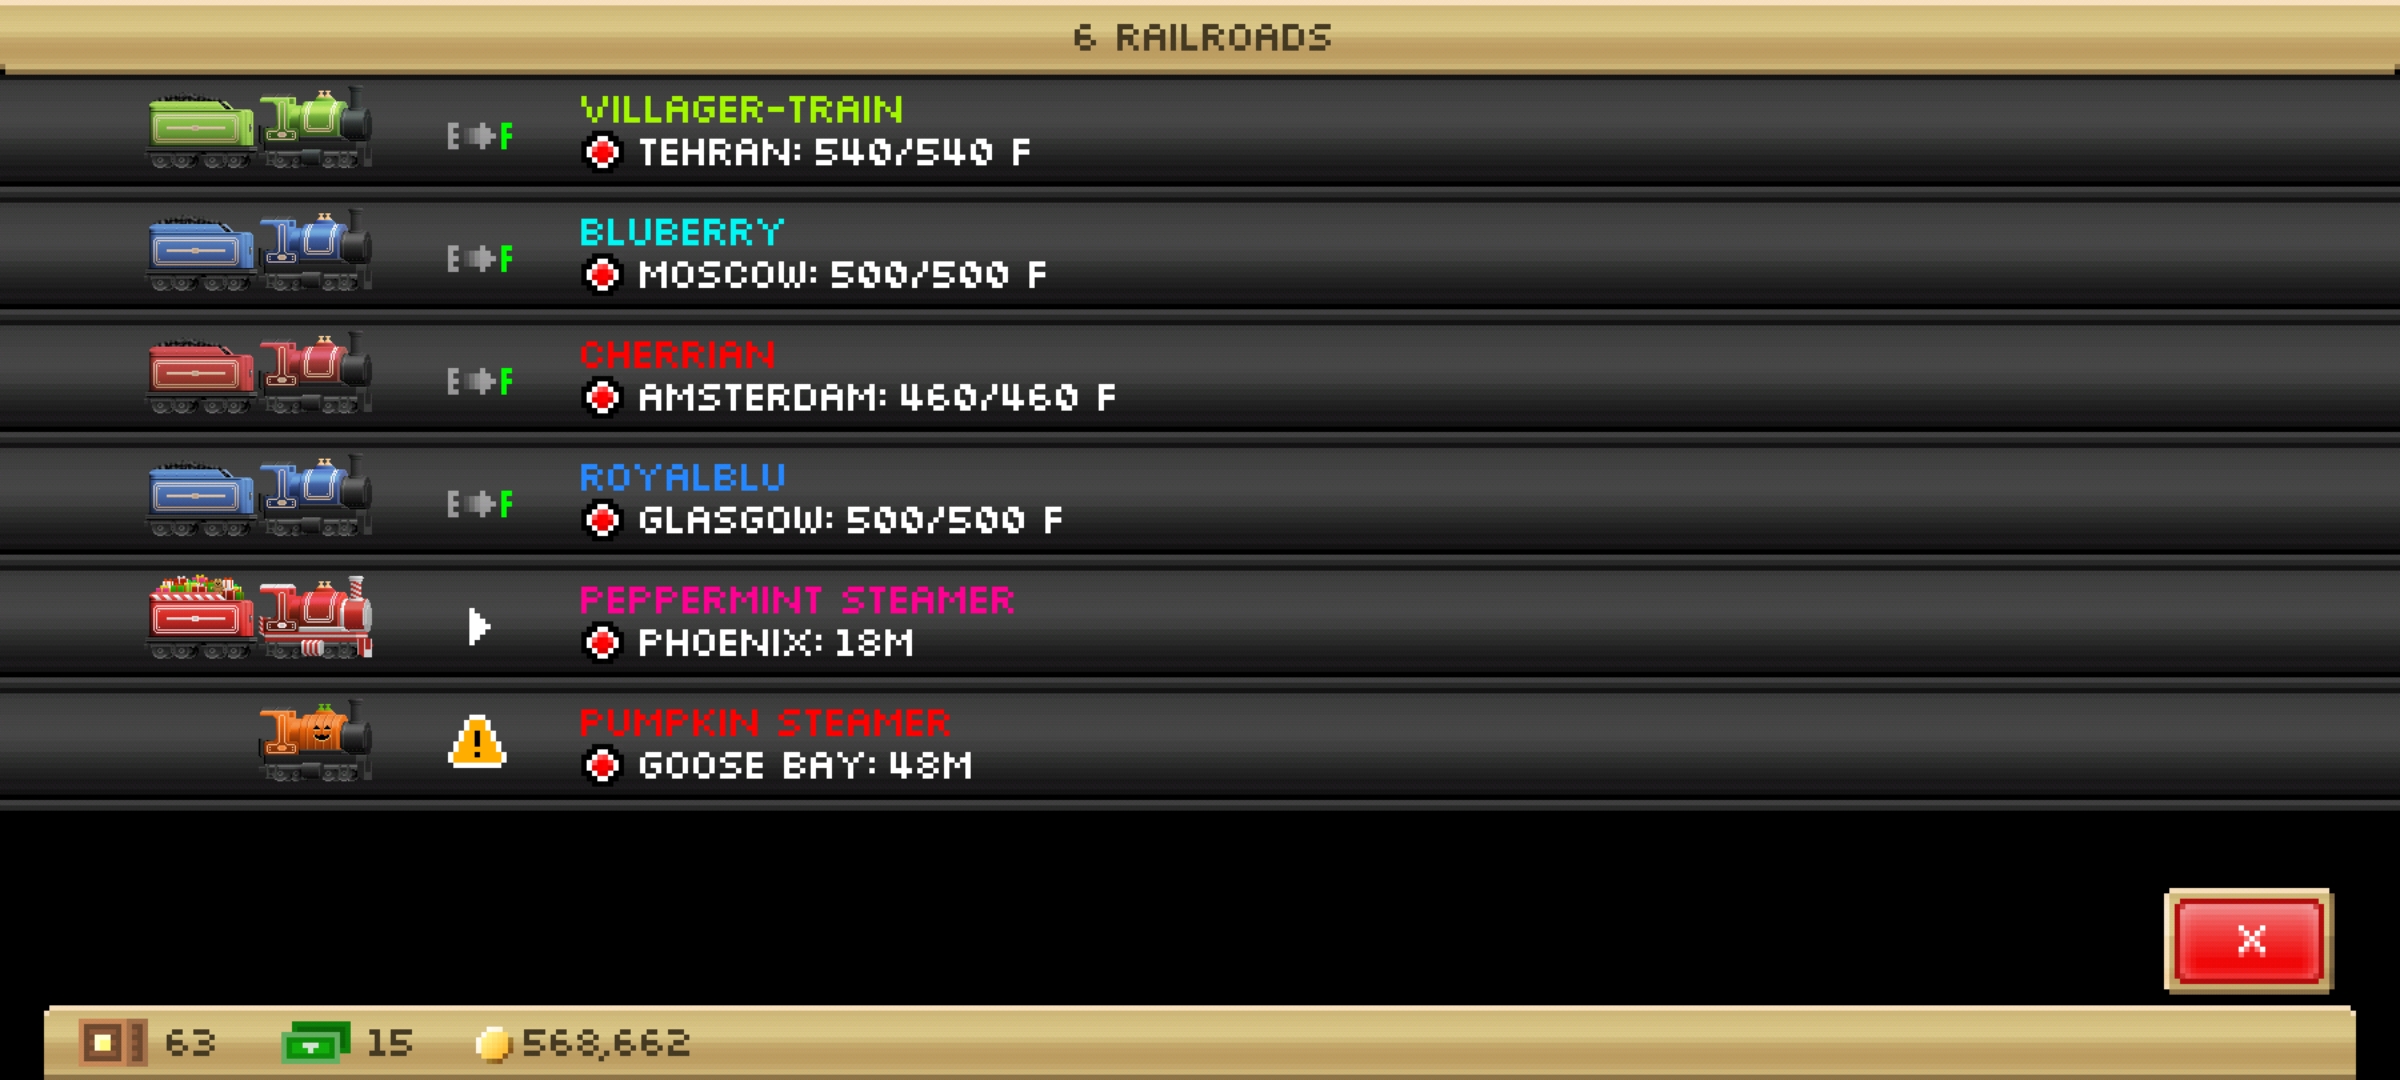 6 RAILROADS
VILLAGER-TRAIN
E F
TEHRAN: 540/540 F
BLUBERRY
E F
MOSCOW: 500/500 F
CHERRIAN
E F
AMSTERDAM: 460/460 F
ROYALBLU
E F
GLASGOW: 500/500 F
PEPPERMINT STEAMER
PHOENIX: 18M
PUMPKIN STEAMER
!
GOOSE BAY: 48M
X
63 15 568,662